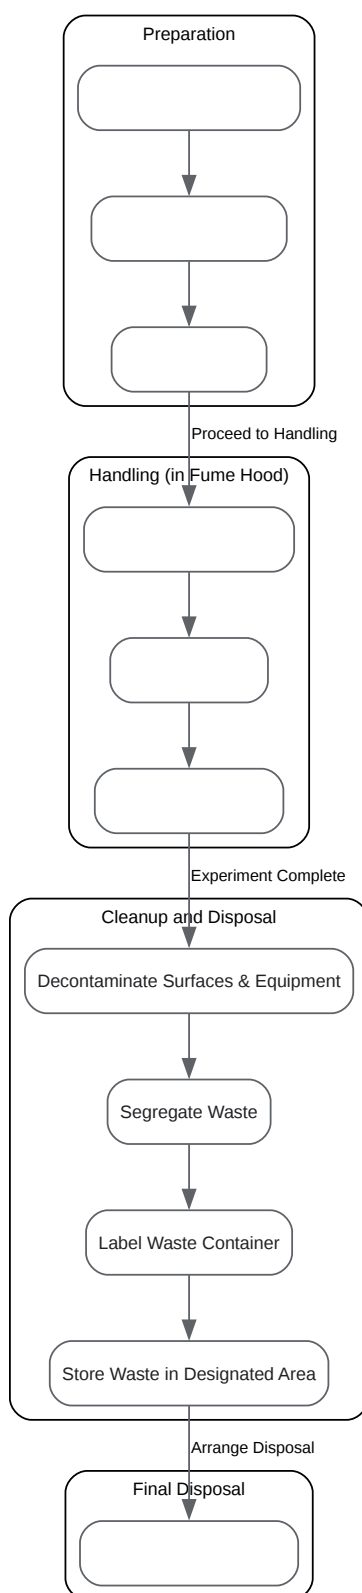 Preparation
Proceed to Handling
Handling (in Fume Hood)
Experiment Complete
Cleanup and Disposal
Decontaminate Surfaces & Equipment
Segregate Waste
Label Waste Container
Store Waste in Designated Area
Arrange Disposal
Final Disposal